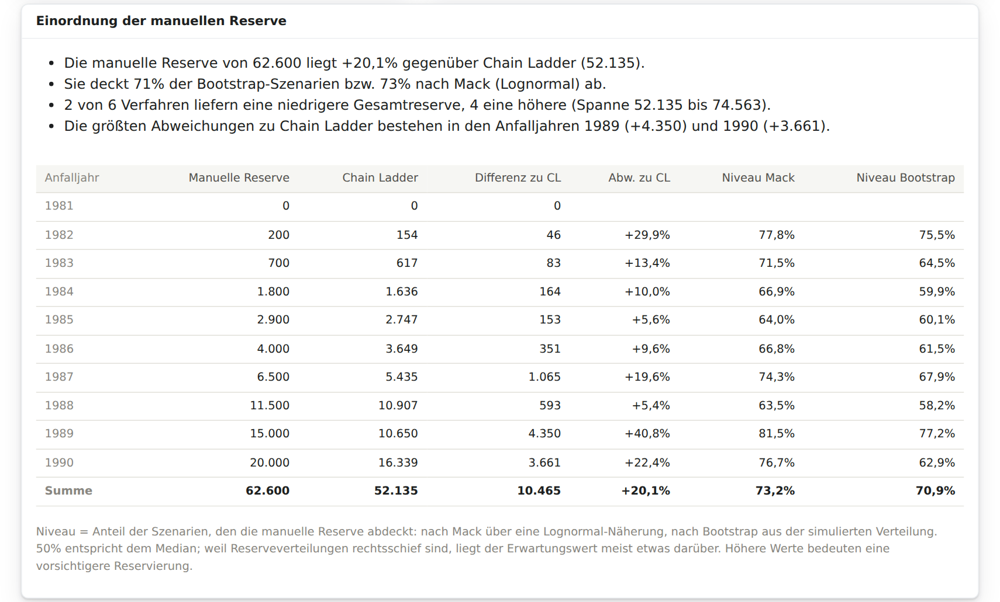 Einordnung der manuellen Reserve
• Die manuelle Reserve von 62.600 liegt +20,1% gegenüber Chain Ladder (52.135).
• Sie deckt 71% der Bootstrap-Szenarien bzw. 73% nach Mack (Lognormal) ab.
• 2 von 6 Verfahren liefern eine niedrigere Gesamtreserve, 4 eine höhere (Spanne 52.135 bis 74.563).
• Die größten Abweichungen zu Chain Ladder bestehen in den Anfalljahren 1989 (+4.350) und 1990 (+3.661).
Anfalljahr Manuelle Reserve Chain Ladder Differenz zu CL Abw. zu CL Niveau Mack Niveau Bootstrap
1981 0 0 0
1982 200 154 46 +29,9% 77,8% 75,5%
1983 700 617 83 +13,4% 71,5% 64,5%
1984 1.800 1.636 164 +10,0% 66,9% 59,9%
1985 2.900 2.747 153 +5,6% 64,0% 60,1%
1986 4.000 3.649 351 +9,6% 66,8% 61,5%
1987 6.500 5.435 1.065 +19,6% 74,3% 67,9%
1988 11.500 10.907 593 +5,4% 63,5% 58,2%
1989 15.000 10.650 4.350 +40,8% 81,5% 77,2%
1990 20.000 16.339 3.661 +22,4% 76,7% 62,9%
Summe 62.600 52.135 10.465 +20,1% 73,2% 70,9%
Niveau = Anteil der Szenarien, den die manuelle Reserve abdeckt: nach Mack über eine Lognormal-Näherung, nach Bootstrap aus der simulierten Verteilung.
50% entspricht dem Median; weil Reserveverteilungen rechtsschief sind, liegt der Erwartungswert meist etwas darüber. Höhere Werte bedeuten eine
vorsichtigere Reservierung.